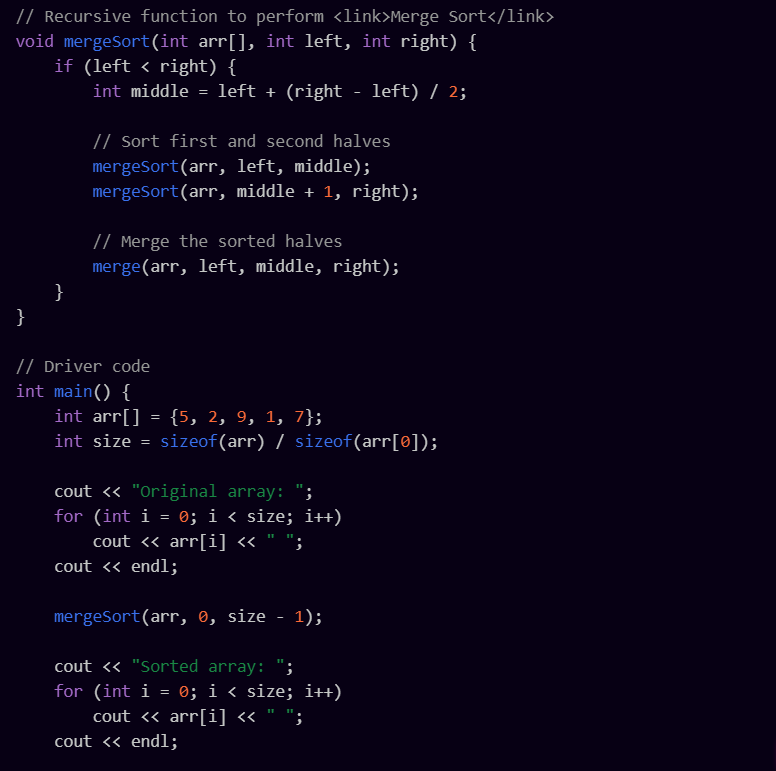 // Recursive function to perform <link>Merge Sort</link>
void mergeSort(int arr[], int left, int right) {
    if (left < right) {
        int middle = left + (right - left) / 2;

        // Sort first and second halves
        mergeSort(arr, left, middle);
        mergeSort(arr, middle + 1, right);

        // Merge the sorted halves
        merge(arr, left, middle, right);
    }
}

// Driver code
int main() {
    int arr[] = {5, 2, 9, 1, 7};
    int size = sizeof(arr) / sizeof(arr[0]);

    cout << "Original array: ";
    for (int i = 0; i < size; i++)
        cout << arr[i] << " ";
    cout << endl;

    mergeSort(arr, 0, size - 1);

    cout << "Sorted array: ";
    for (int i = 0; i < size; i++)
        cout << arr[i] << " ";
    cout << endl;